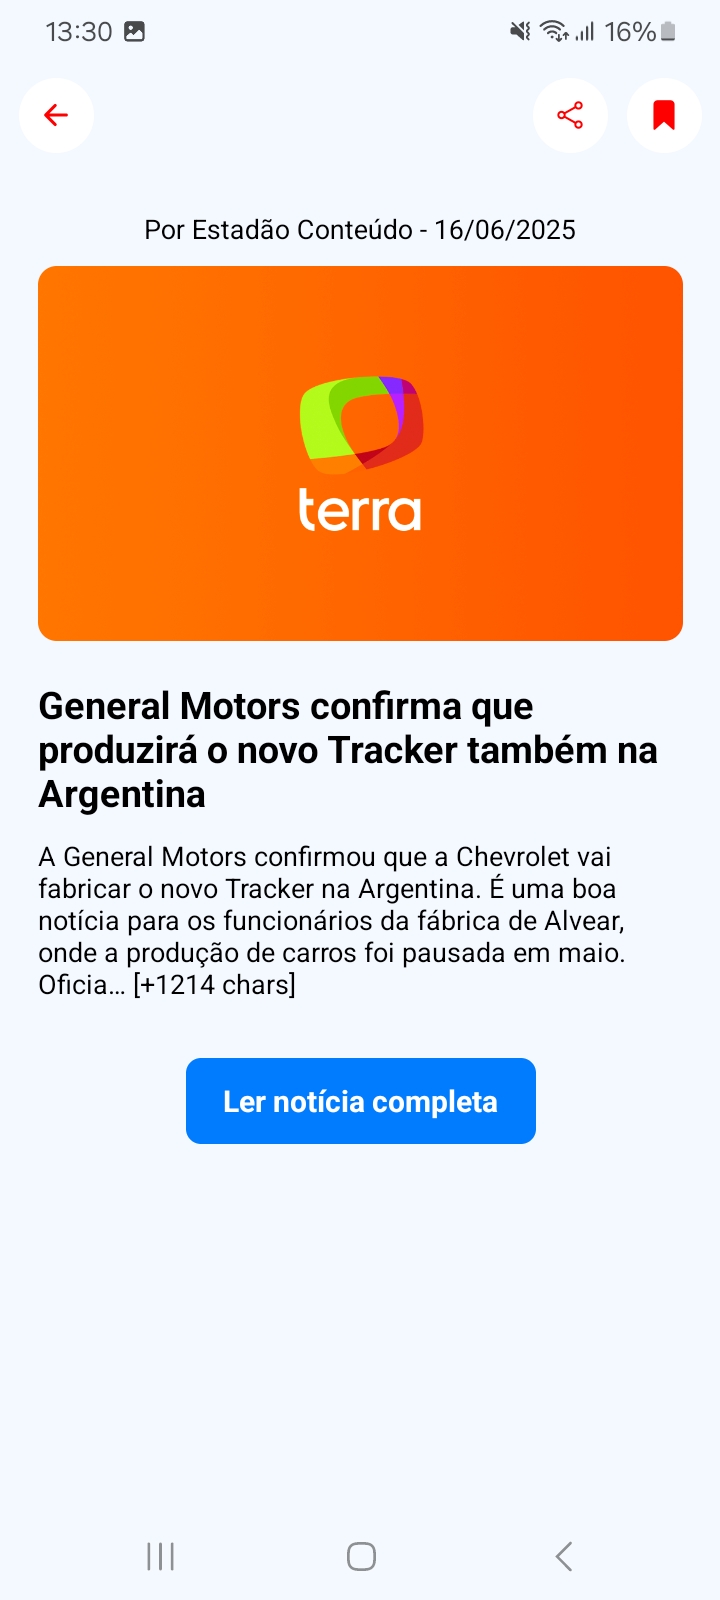 13:30
16%
Por Estadão Conteúdo - 16/06/2025
terra
General Motors confirma que
produzirá o novo Tracker também na
Argentina
A General Motors confirmou que a Chevrolet vai
fabricar o novo Tracker na Argentina. É uma boa
notícia para os funcionários da fábrica de Alvear,
onde a produção de carros foi pausada em maio.
Oficia… [+1214 chars]
Ler notícia completa